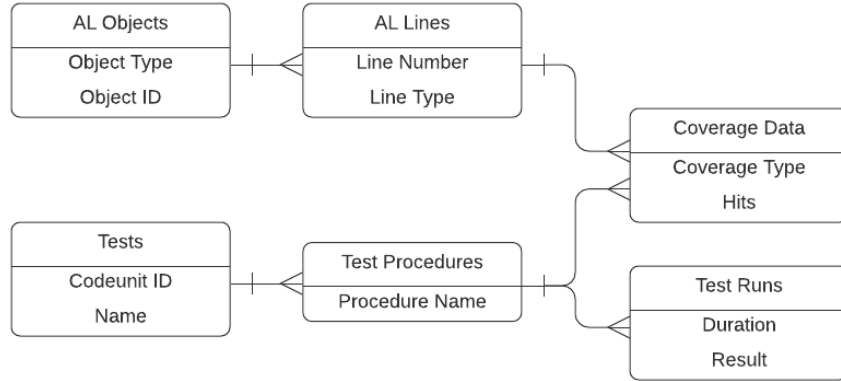 AL Objects
Object Type
Object ID
AL Lines
Line Number
Line Type
Coverage Data
Coverage Type
Hits
Tests
Codeunit ID
Name
Test Procedures
Procedure Name
Test Runs
Duration
Result